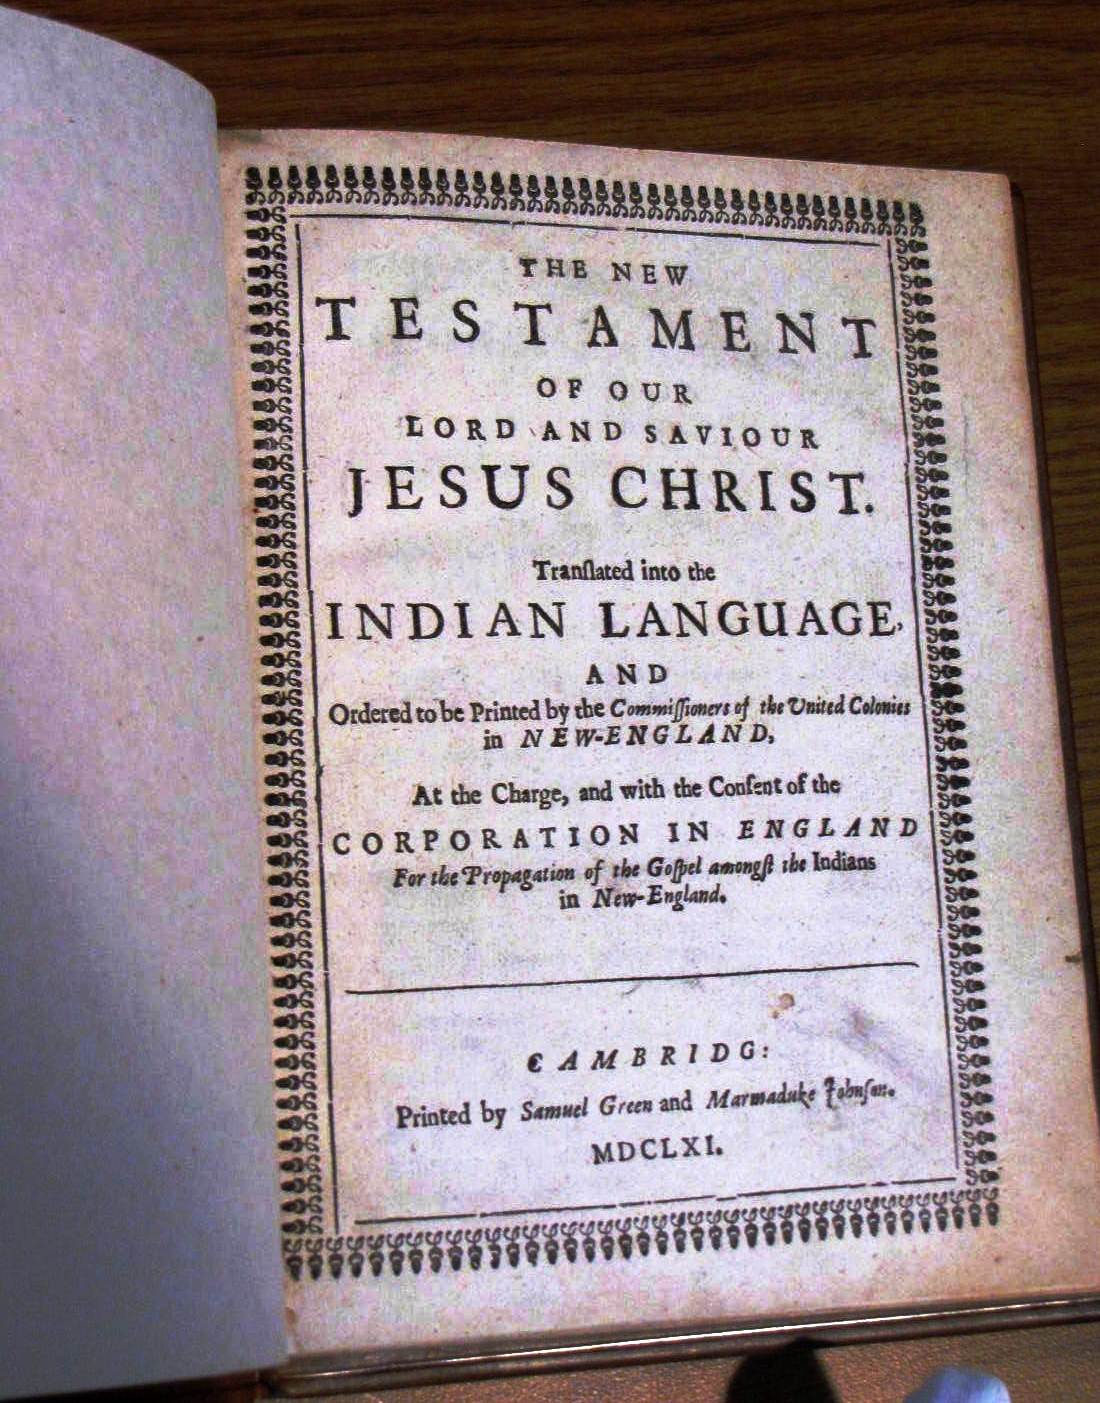 THE NEW
TESTAMENT
OF OUR
LORD AND SAVIOUR
JESUS CHRIST.
Tranſlated into the
INDIAN LANGUAGE,
AND
Ordered to be Printed by the Commiſſioners of the United Colonies
in NEW-ENGLAND,
At the Charge, and with the Conſent of the
CORPORATION IN ENGLAND
For the Propagation of the Goſpel amongſt the Indians
in New-England.
CAMBRIDG:
Printed by Samuel Green and Marmaduke Johnſon.
MDCLXI.